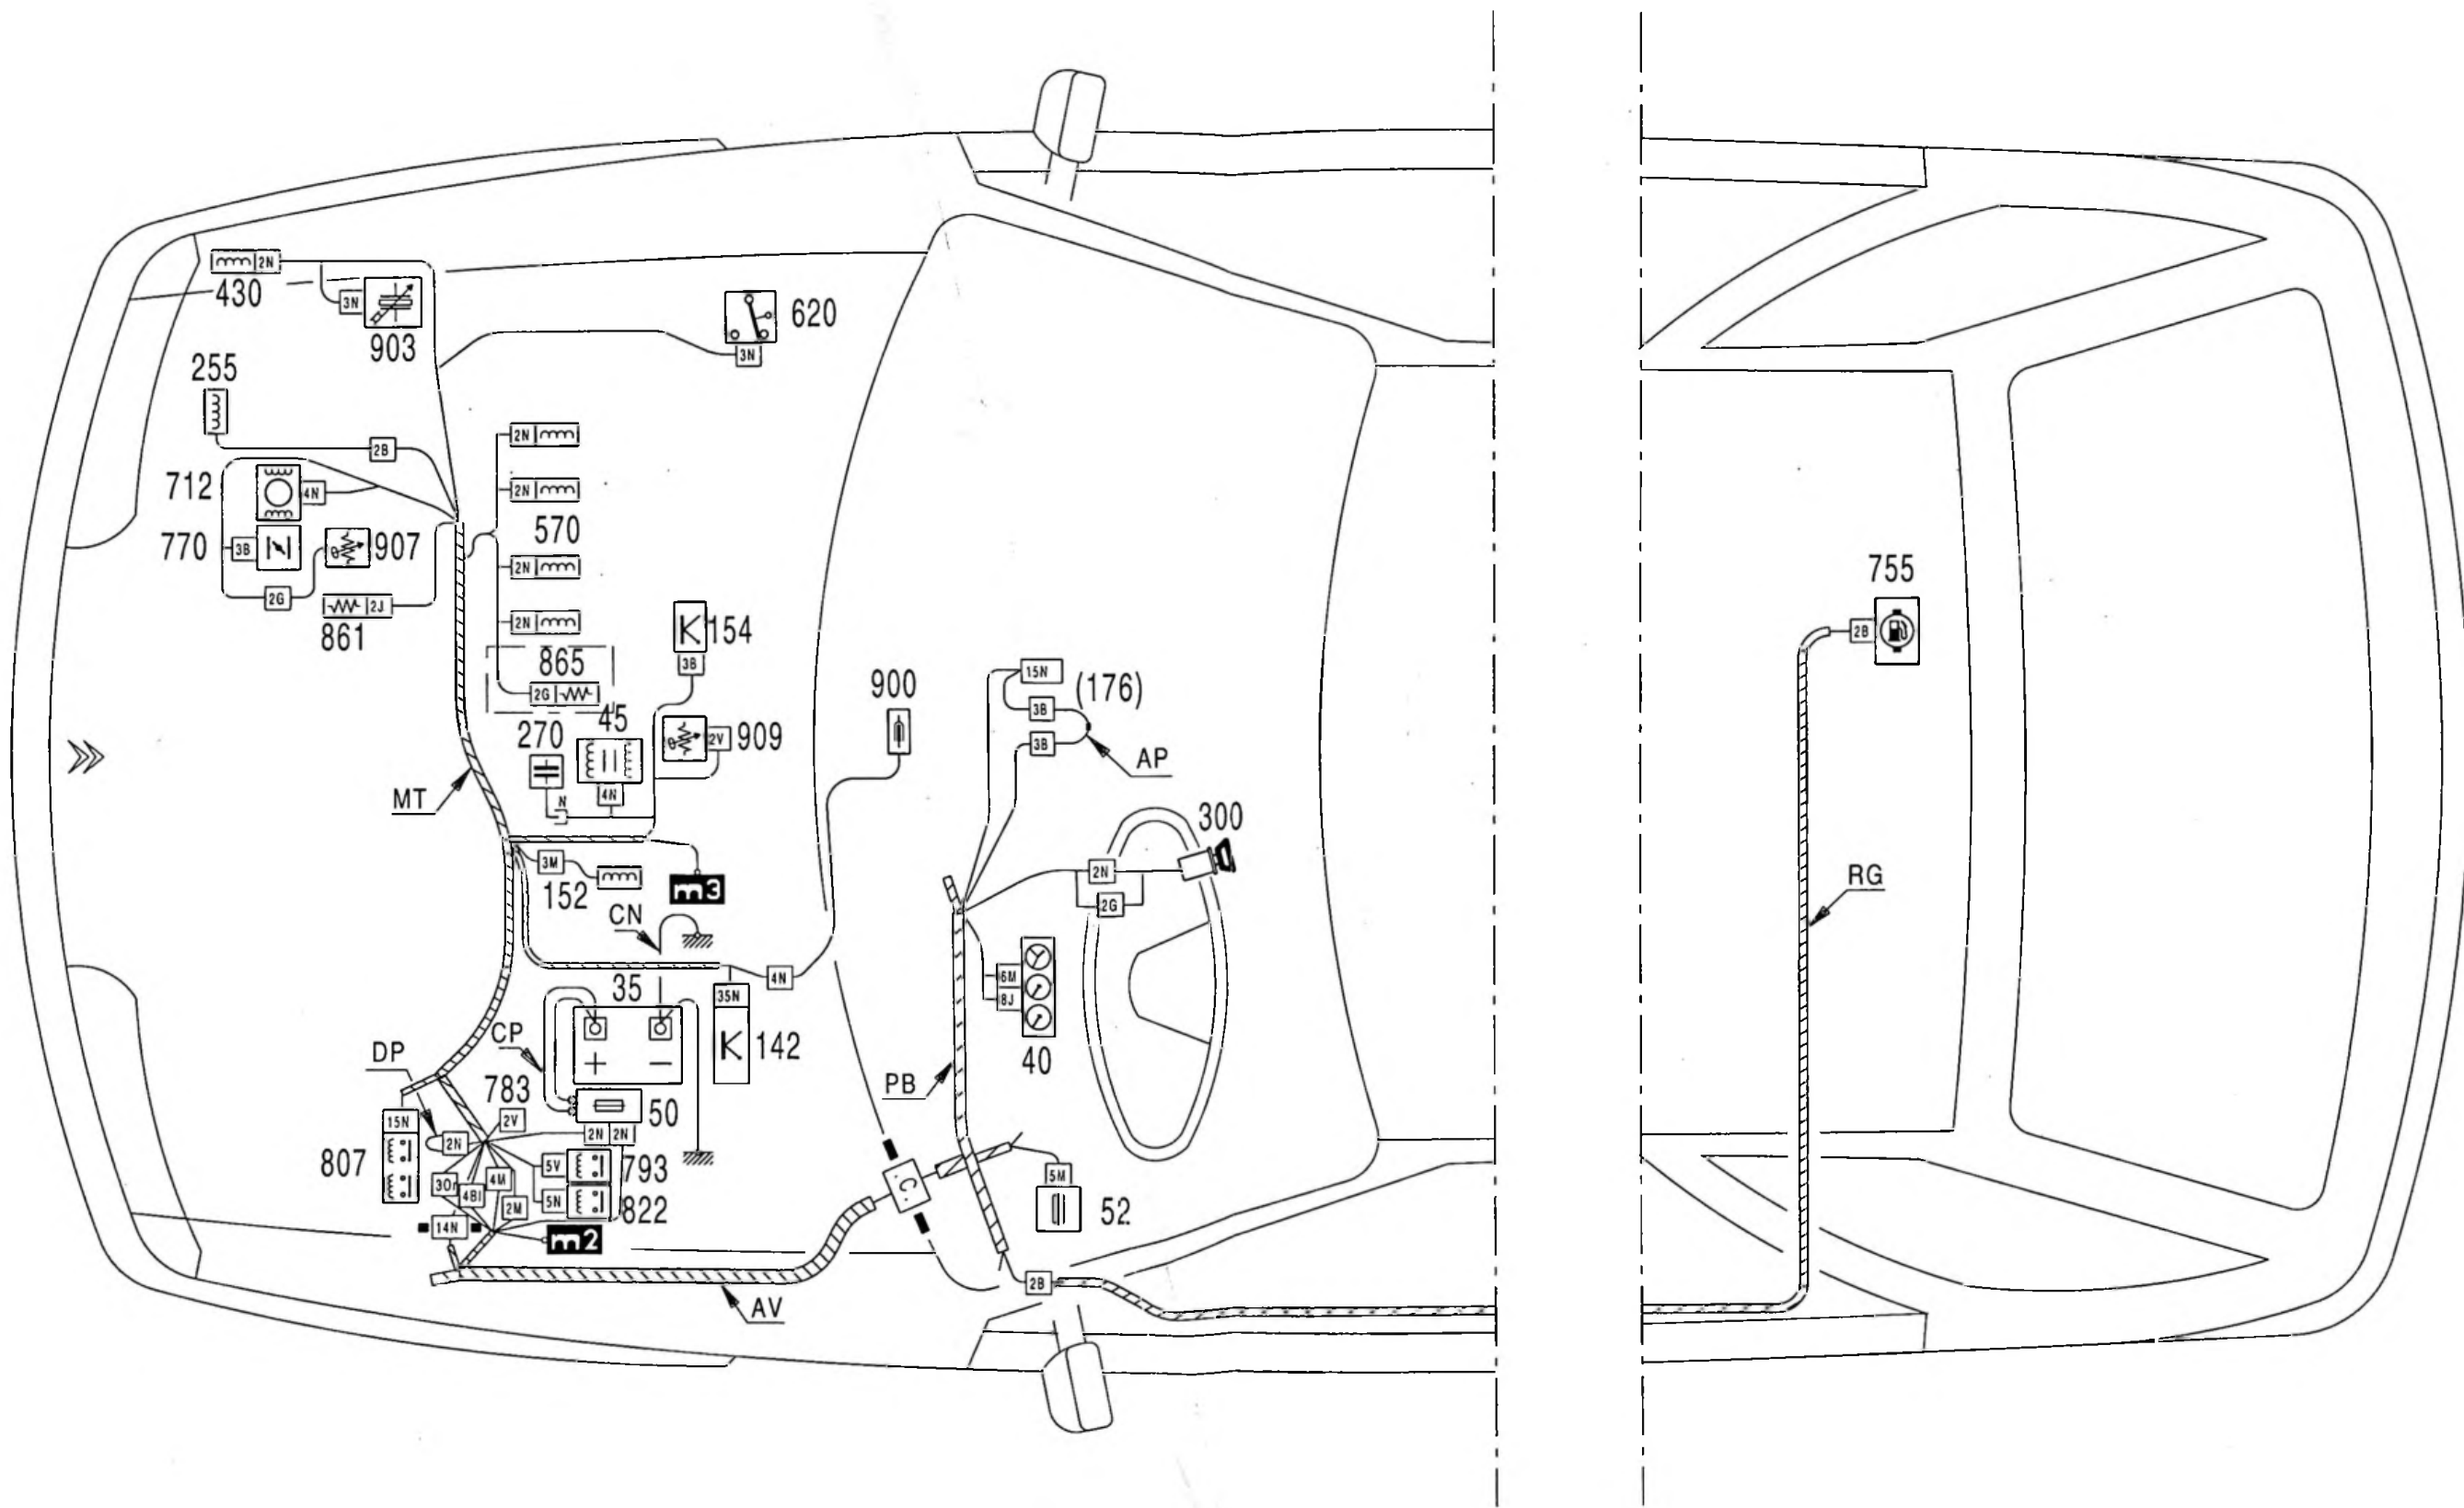 2N
430
3N
903
620
3N
255
2B
2N
712
4N
2N
570
770
3B
907
2N
2G
2J
861
2N
154
3B
865
2G
755
2B
15N
(176)
3B
3B
AP
900
270
45
909
2V
4N
N
MT
300
2N
2G
3M
152
m3
CN
RG
6M
8J
40
35
4N
35N
+
−
142
CP
DP
PB
783
2V
50
2N
2N
15N
2N
807
5V
793
3Or
4BI
4M
2M
5N
822
14N
m2
.C.
5M
52
2B
AV